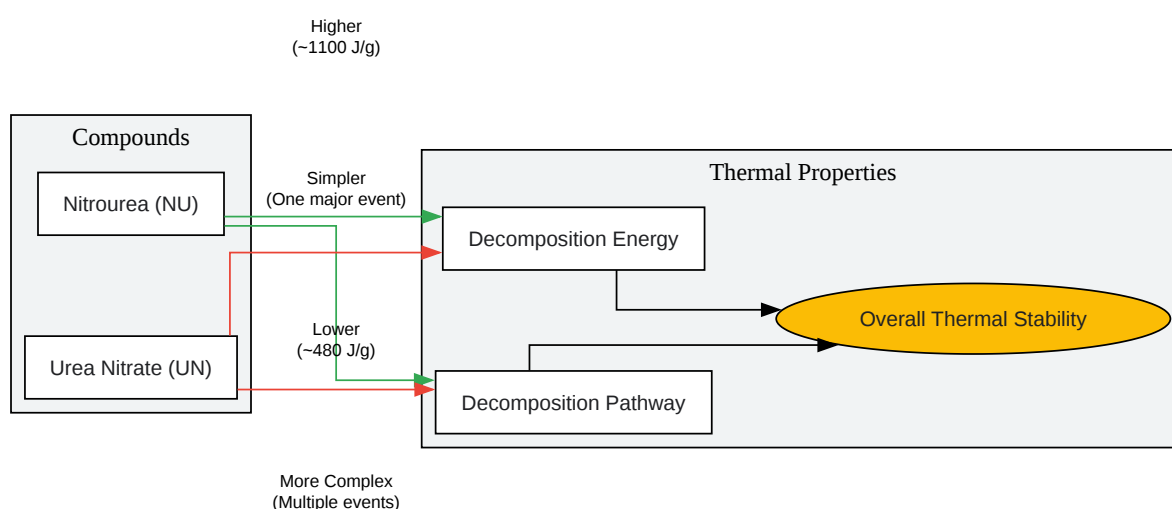 Higher
(~1100 J/g)
Compounds
Thermal Properties
Nitrourea (NU)
Simpler
(One major event)
Decomposition Energy
Overall Thermal Stability
Lower
(~480 J/g)
Urea Nitrate (UN)
Decomposition Pathway
More Complex
(Multiple events)